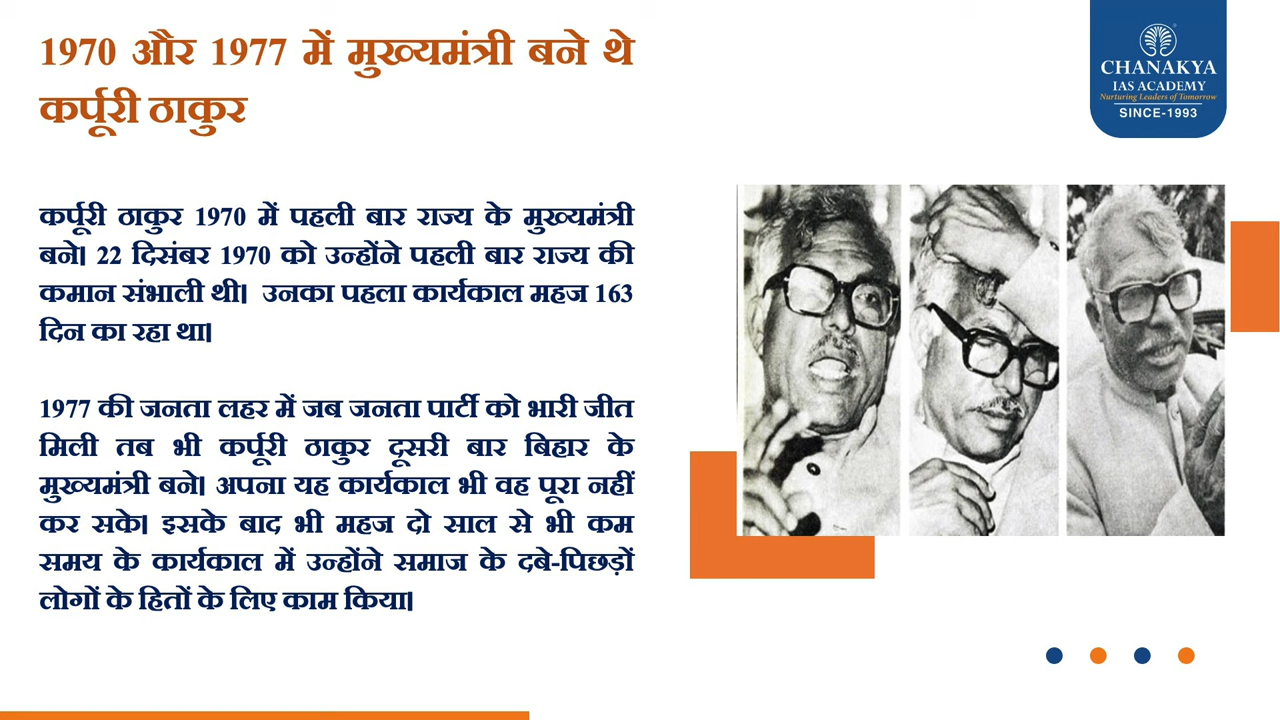 1970 और 1977 में मुख्यमंत्री बने थे
कर्पूरी ठाकुर
CHANAKYA
IAS ACADEMY
Nurturing Leaders of Tomorrow
SINCE-1993
कर्पूरी ठाकुर 1970 में पहली बार राज्य के मुख्यमंत्री
बने। 22 दिसंबर 1970 को उन्होंने पहली बार राज्य की
कमान संभाली थी। उनका पहला कार्यकाल महज 163
दिन का रहा था।
1977 की जनता लहर में जब जनता पार्टी को भारी जीत
मिली तब भी कर्पूरी ठाकुर दूसरी बार बिहार के
मुख्यमंत्री बने। अपना यह कार्यकाल भी वह पूरा नहीं
कर सके। इसके बाद भी महज दो साल से भी कम
समय के कार्यकाल में उन्होंने समाज के दबे-पिछड़ों
लोगों के हितों के लिए काम किया।